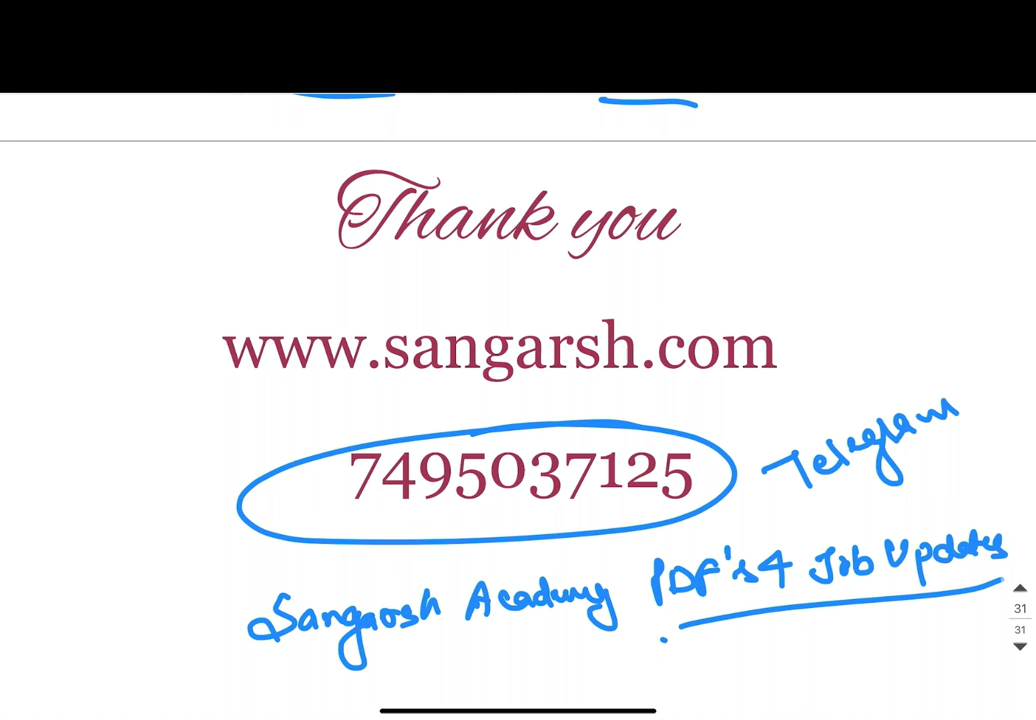 Thank you
www.sangarsh.com
7495037125
Telegram
Sangarsh Academy PDF's 4 Job Updates
31
31